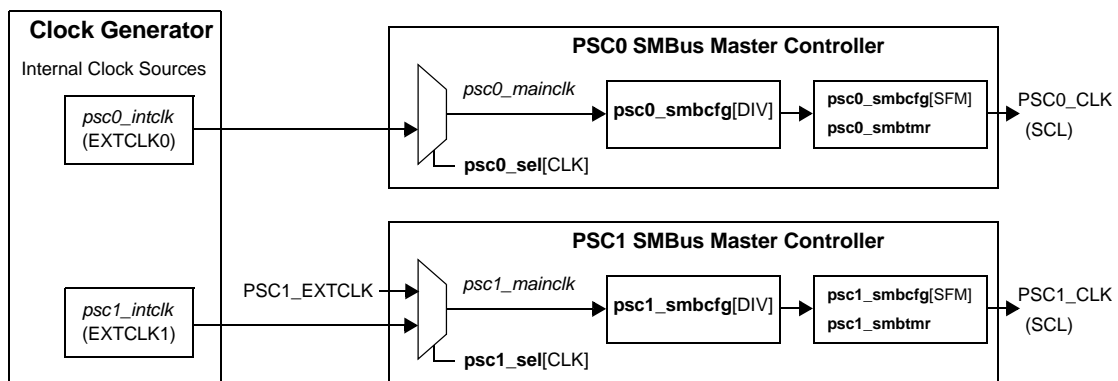 Clock Generator
Internal Clock Sources
psc0_intclk
(EXTCLK0)
PSC0 SMBus Master Controller
psc0_mainclk
psc0_sel[CLK]
psc0_smbcfg[DIV]
psc0_smbcfg[SFM]
psc0_smbtmr
PSC0_CLK
(SCL)
psc1_intclk
(EXTCLK1)
PSC1 SMBus Master Controller
PSC1_EXTCLK
psc1_mainclk
psc1_sel[CLK]
psc1_smbcfg[DIV]
psc1_smbcfg[SFM]
psc1_smbtmr
PSC1_CLK
(SCL)